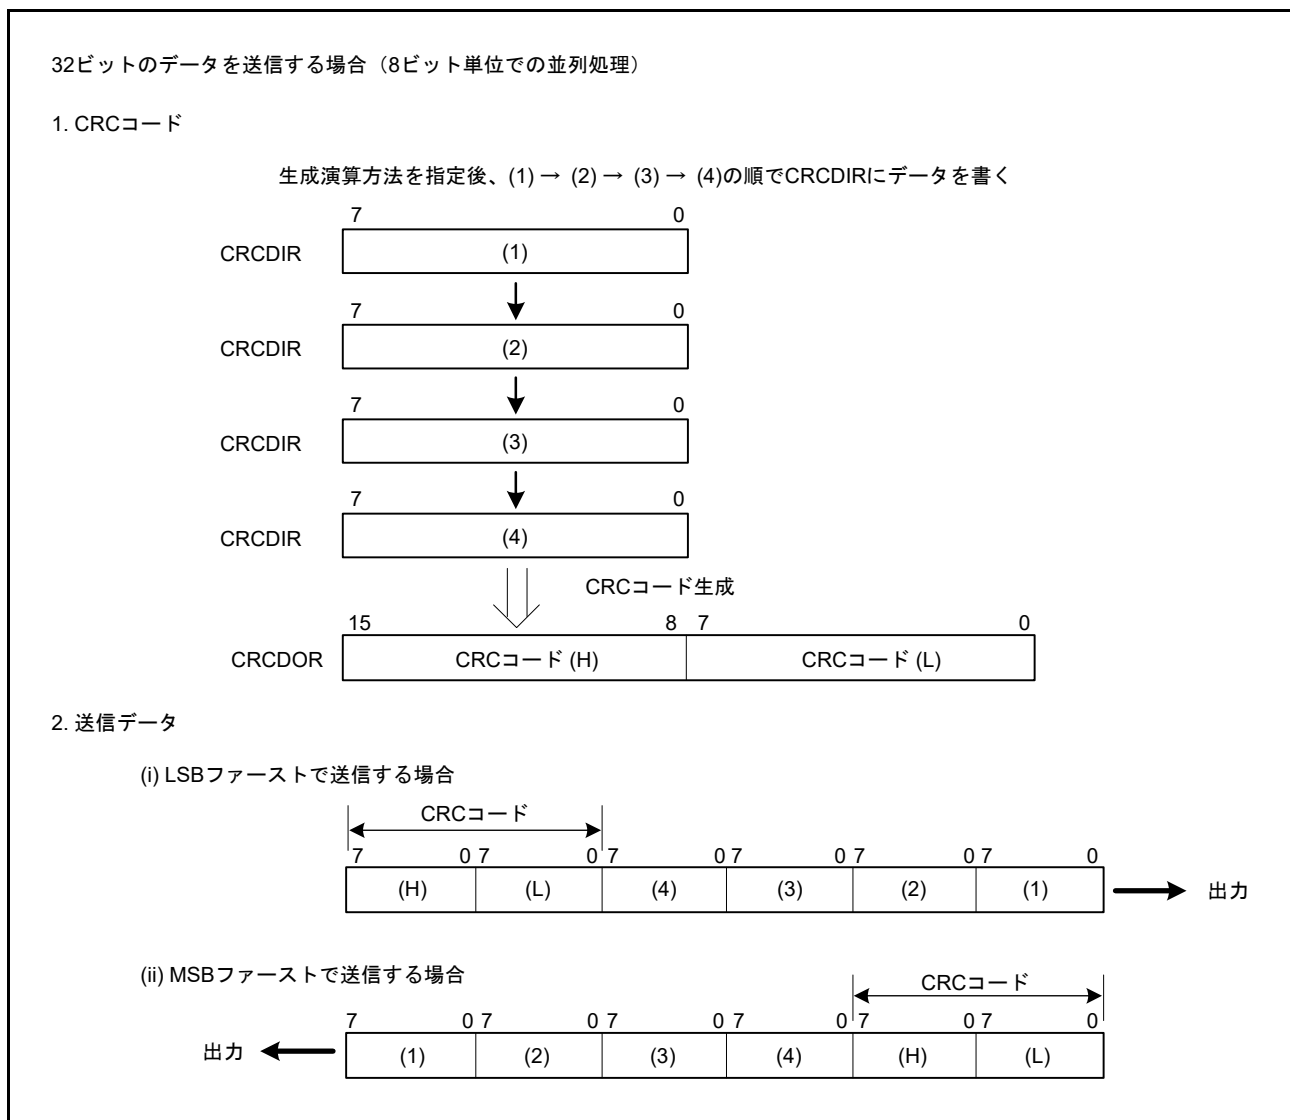 32ビットのデータを送信する場合（8ビット単位での並列処理）
1. CRCコード
生成演算方法を指定後、(1) → (2) → (3) → (4)の順でCRCDIRにデータを書く
7 0
CRCDIR (1)
7 0
CRCDIR (2)
7 0
CRCDIR (3)
7 0
CRCDIR (4)
CRCコード生成
15 8 7 0
CRCDOR CRCコード (H) CRCコード (L)
2. 送信データ
(i) LSBファーストで送信する場合
CRCコード
7 0 7 0 7 0 7 0 7 0 7 0
(H) (L) (4) (3) (2) (1) 出力
(ii) MSBファーストで送信する場合
CRCコード
7 0 7 0 7 0 7 0 7 0 7 0
出力 (1) (2) (3) (4) (H) (L)